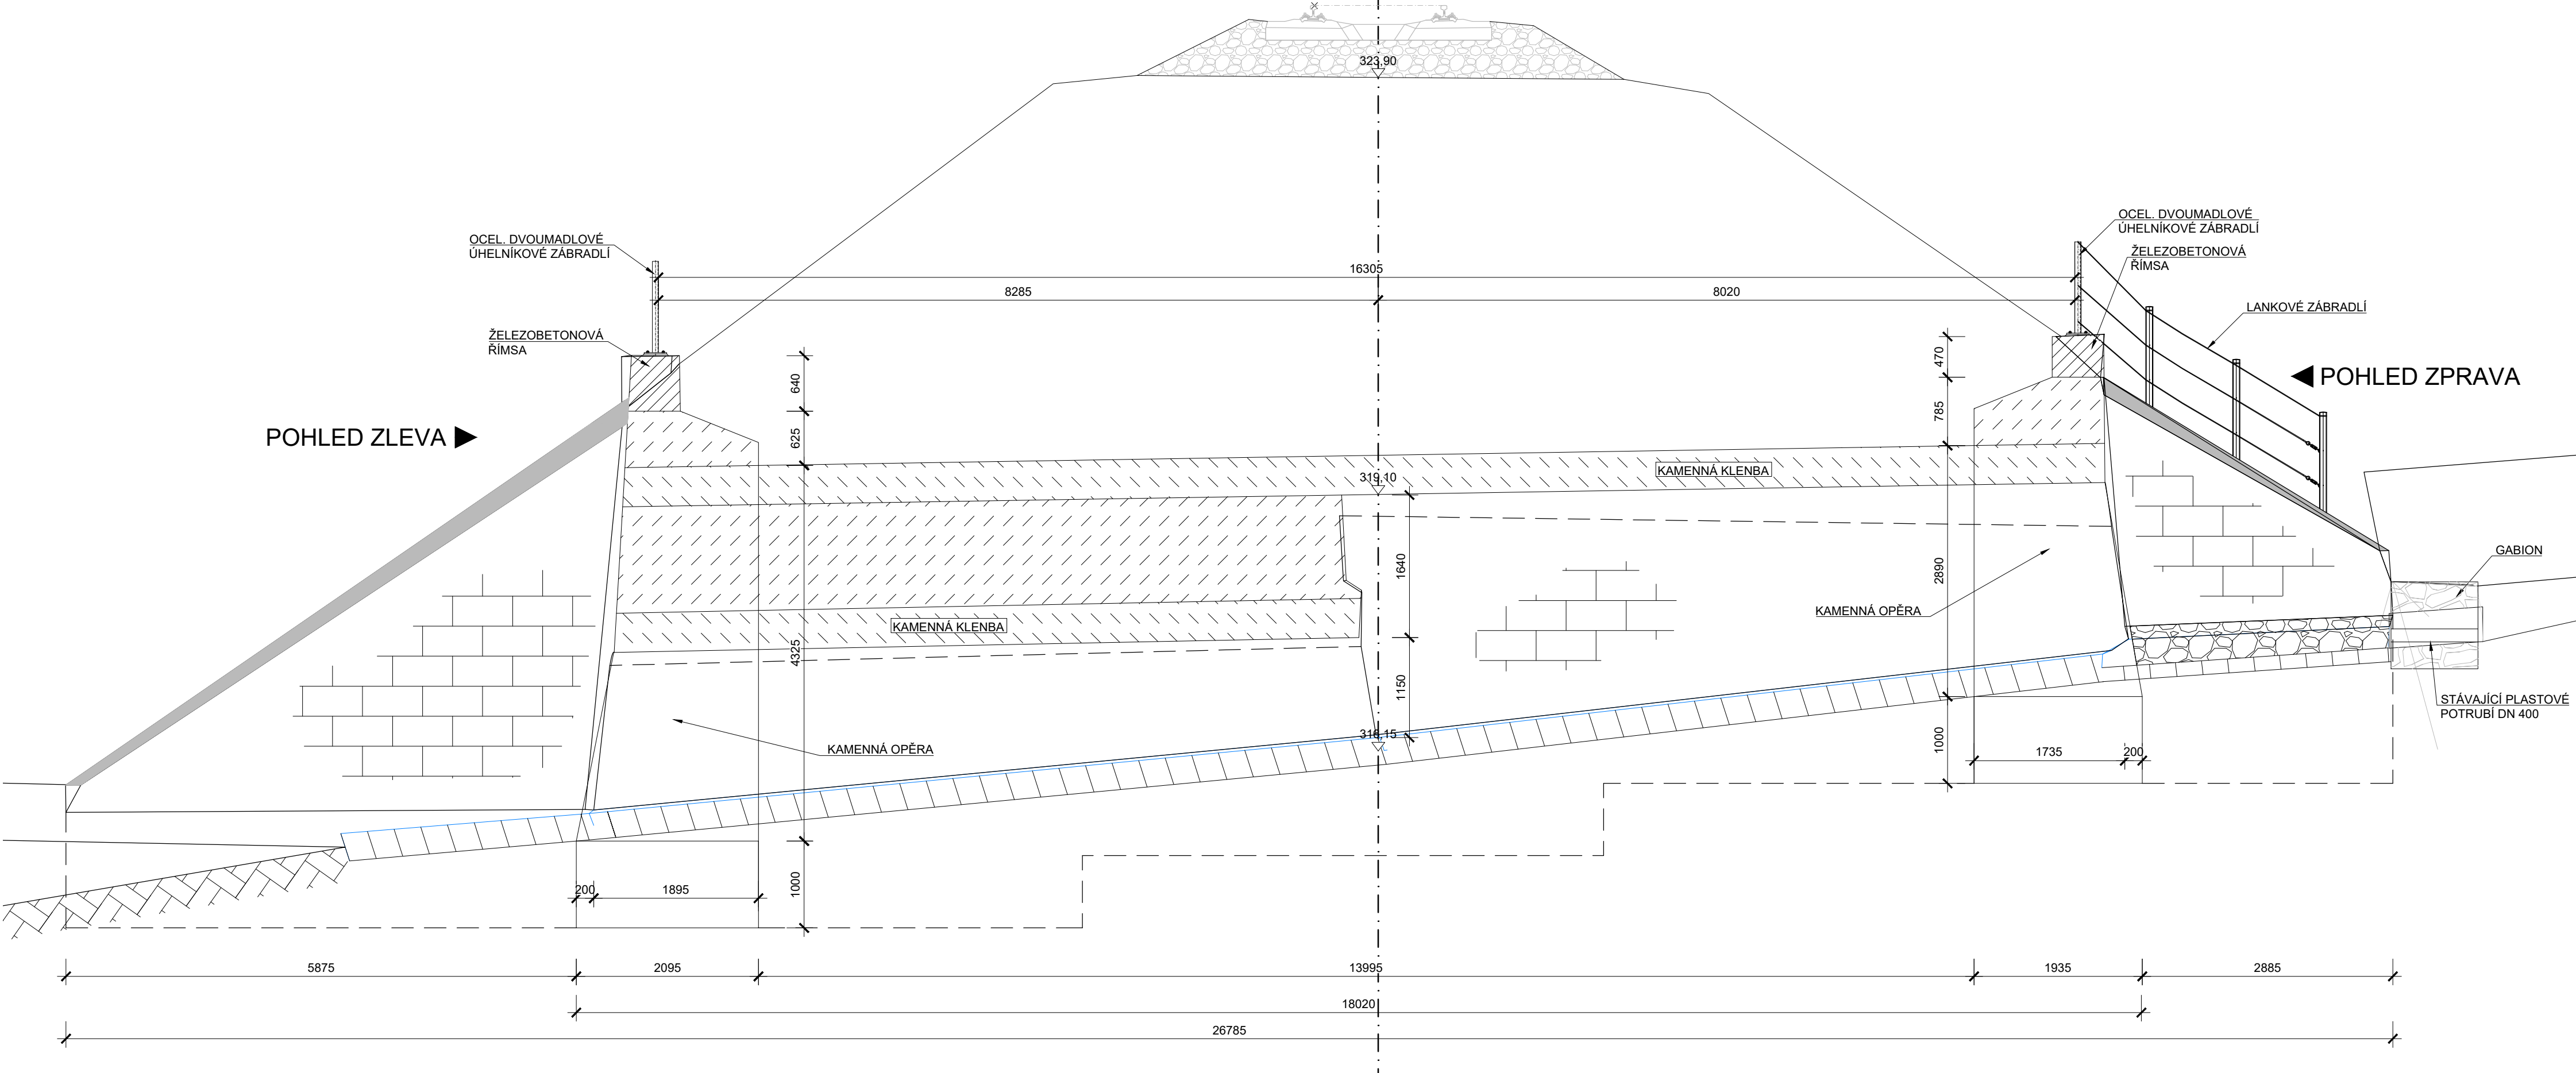 323,90
OCEL. DVOUMADLOVÉ
ÚHELNÍKOVÉ ZÁBRADLÍ
OCEL. DVOUMADLOVÉ
ÚHELNÍKOVÉ ZÁBRADLÍ
ŽELEZOBETONOVÁ
ŘÍMSA
16305
8285
8020
LANKOVÉ ZÁBRADLÍ
ŽELEZOBETONOVÁ
ŘÍMSA
470
640
POHLED ZPRAVA
785
POHLED ZLEVA
625
KAMENNÁ KLENBA
319,10
GABION
1640
2890
KAMENNÁ OPĚRA
KAMENNÁ KLENBA
4325
1150
STÁVAJÍCÍ PLASTOVÉ
POTRUBÍ DN 400
316,15
1000
KAMENNÁ OPĚRA
1735
200
200
1895
1000
5875
2095
13995
1935
2885
18020
26785